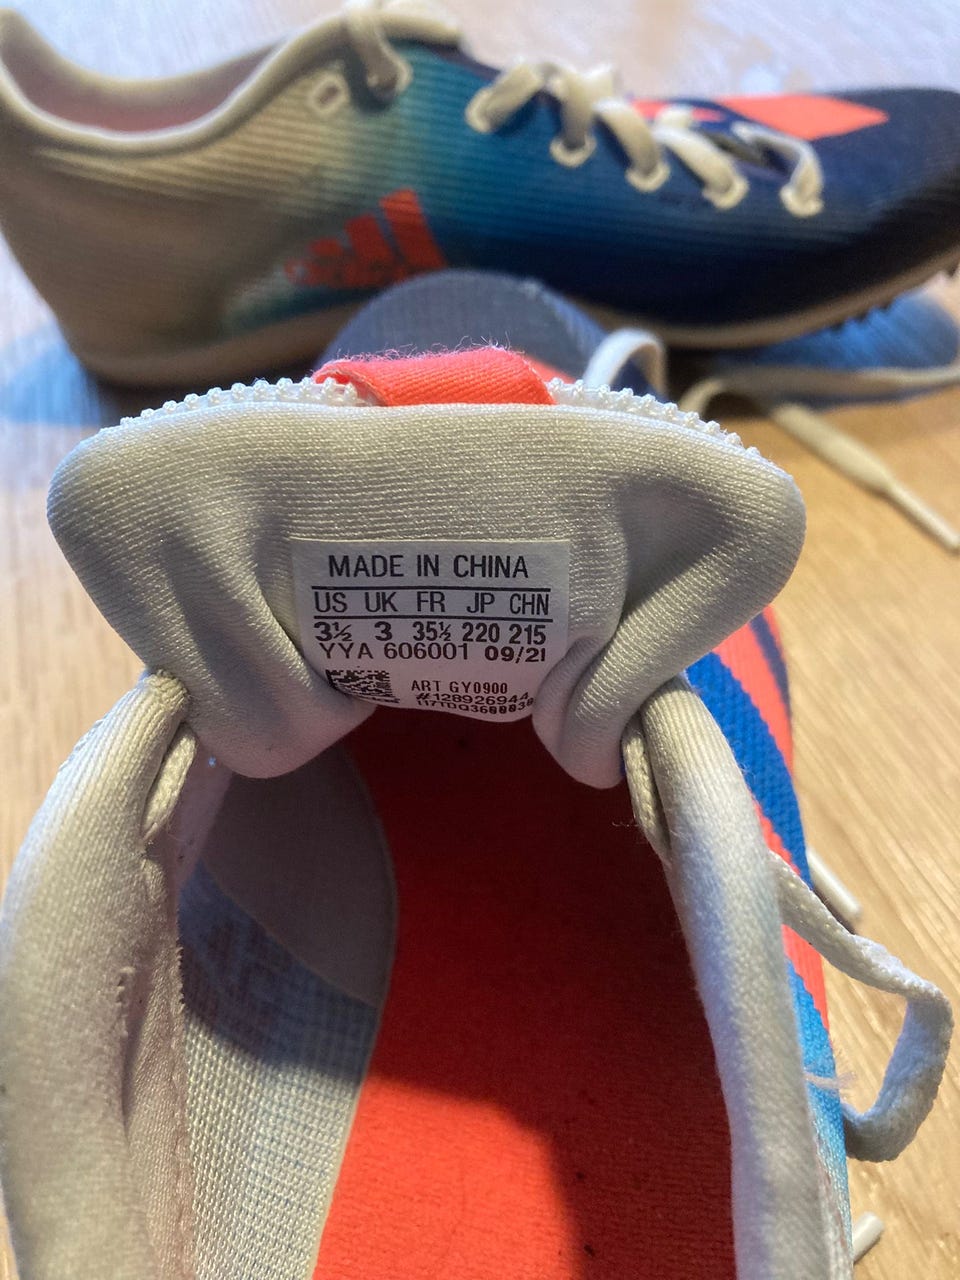 MADE IN CHINA
US UK FR JP CHN
3½ 3 35½ 220 215
YYA 606001 09/21
ART GY0900
#128926944